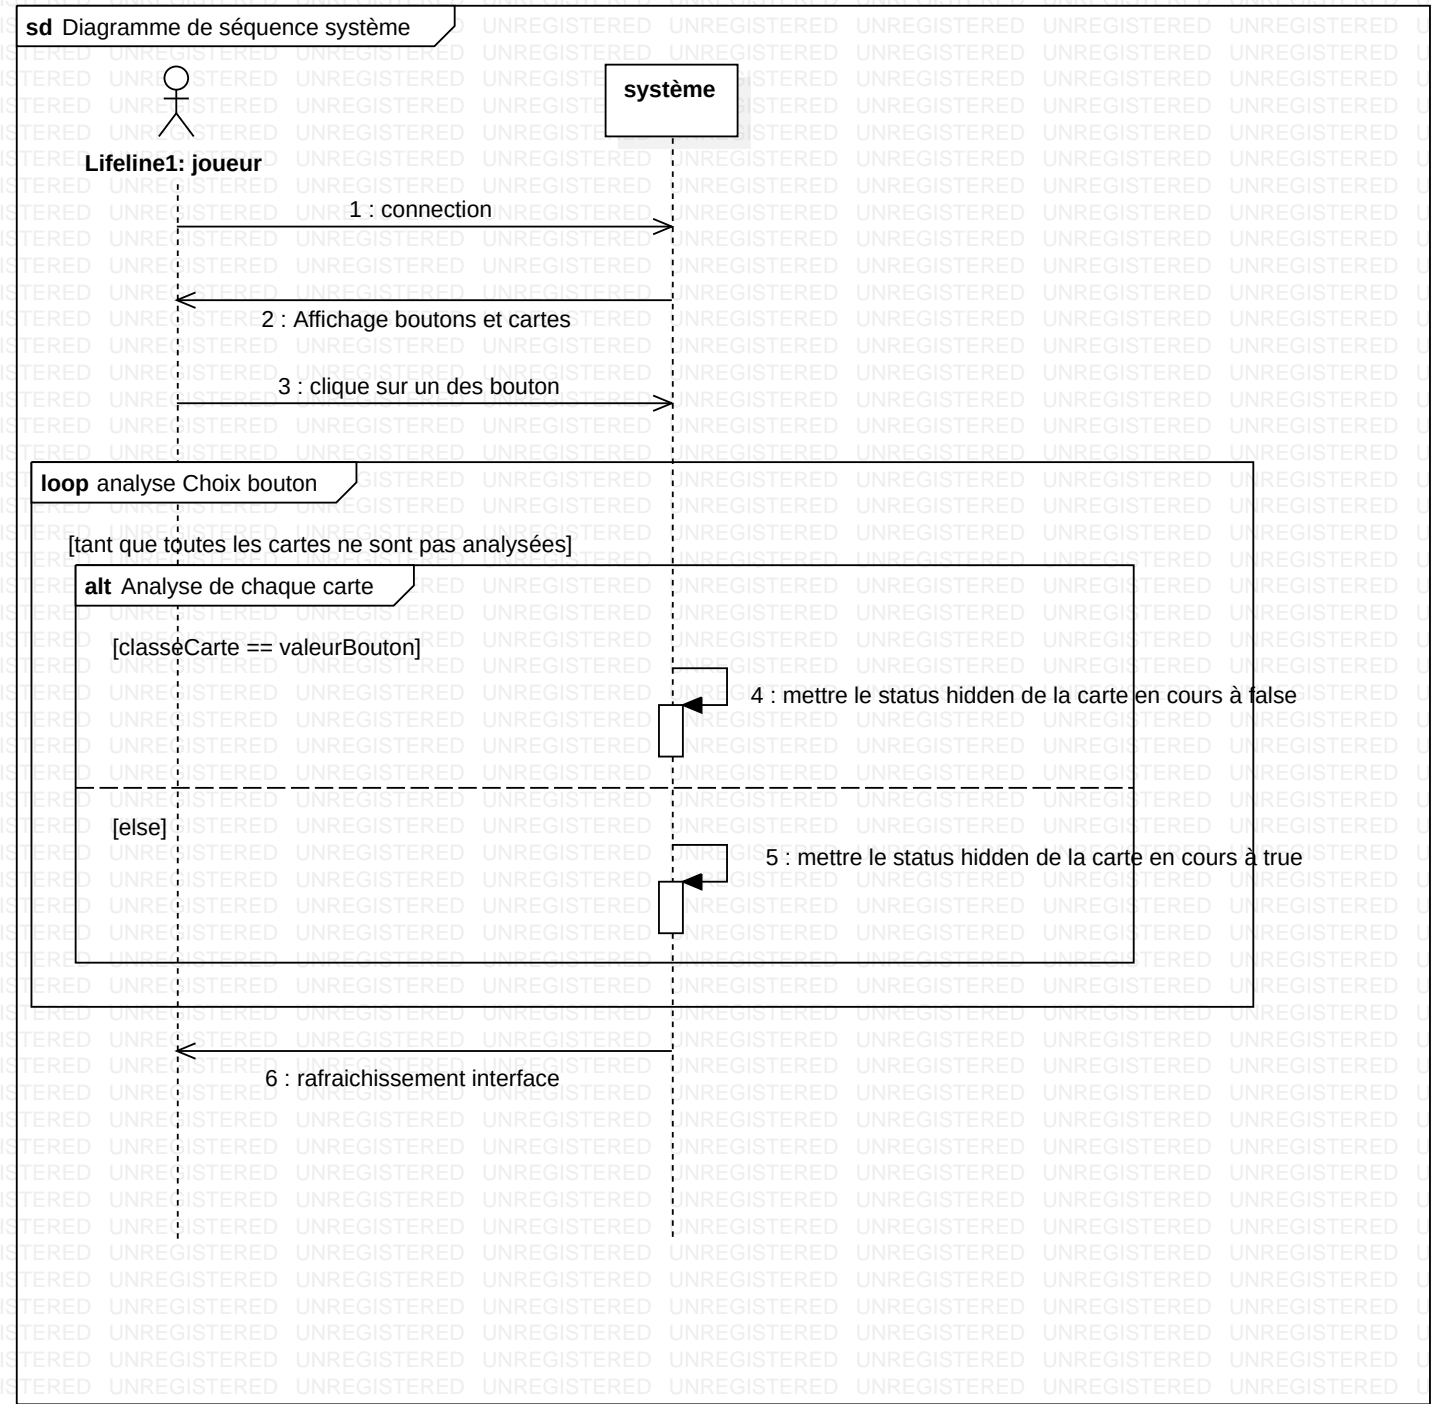 sd Diagramme de séquence système
système
Lifeline1: joueur
1 : connection
2 : Affichage boutons et cartes
3 : clique sur un des bouton
loop analyse Choix bouton
[tant que toutes les cartes ne sont pas analysées]
alt Analyse de chaque carte
[classeCarte == valeurBouton]
4 : mettre le status hidden de la carte en cours à false
[else]
5 : mettre le status hidden de la carte en cours à true
6 : rafraichissement interface
UNREGISTERED